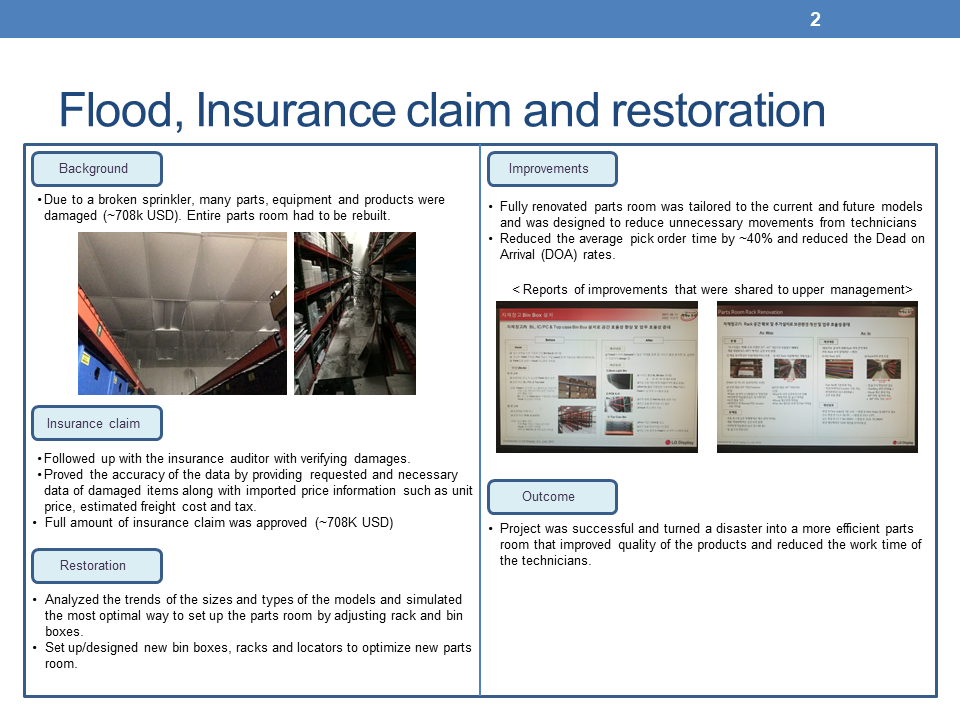 2
Flood, Insurance claim and restoration
Background
•Due to a broken sprinkler, many parts, equipment and products were
damaged (~708k USD). Entire parts room had to be rebuilt.
Insurance claim
•Followed up with the insurance auditor with verifying damages.
•Proved the accuracy of the data by providing requested and necessary
data of damaged items along with imported price information such as unit
price, estimated freight cost and tax.
• Full amount of insurance claim was approved (~708K USD)
Restoration
• Analyzed the trends of the sizes and types of the models and simulated
the most optimal way to set up the parts room by adjusting rack and bin
boxes.
• Set up/designed new bin boxes, racks and locators to optimize new parts
room.
Improvements
• Fully renovated parts room was tailored to the current and future models
and was designed to reduce unnecessary movements from technicians
• Reduced the average pick order time by ~40% and reduced the Dead on
Arrival (DOA) rates.
< Reports of improvements that were shared to upper management>
자재창고 Bin Box 설치
Before
After
LG Display
Parts Room Rack Renovation
As-Was
As-Is
LG Display
Outcome
• Project was successful and turned a disaster into a more efficient parts
room that improved quality of the products and reduced the work time of
the technicians.